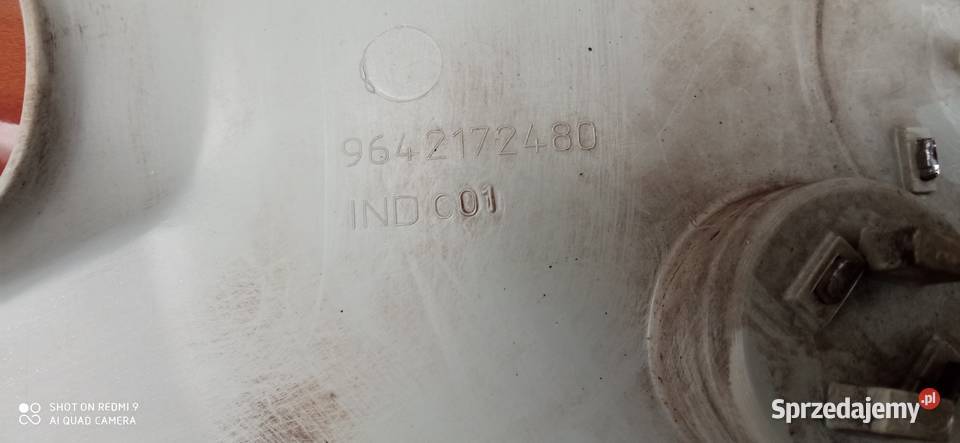 9642172480
IND C01
SHOT ON REDMI 9
AI QUAD CAMERA
Sprzedajemy.pl